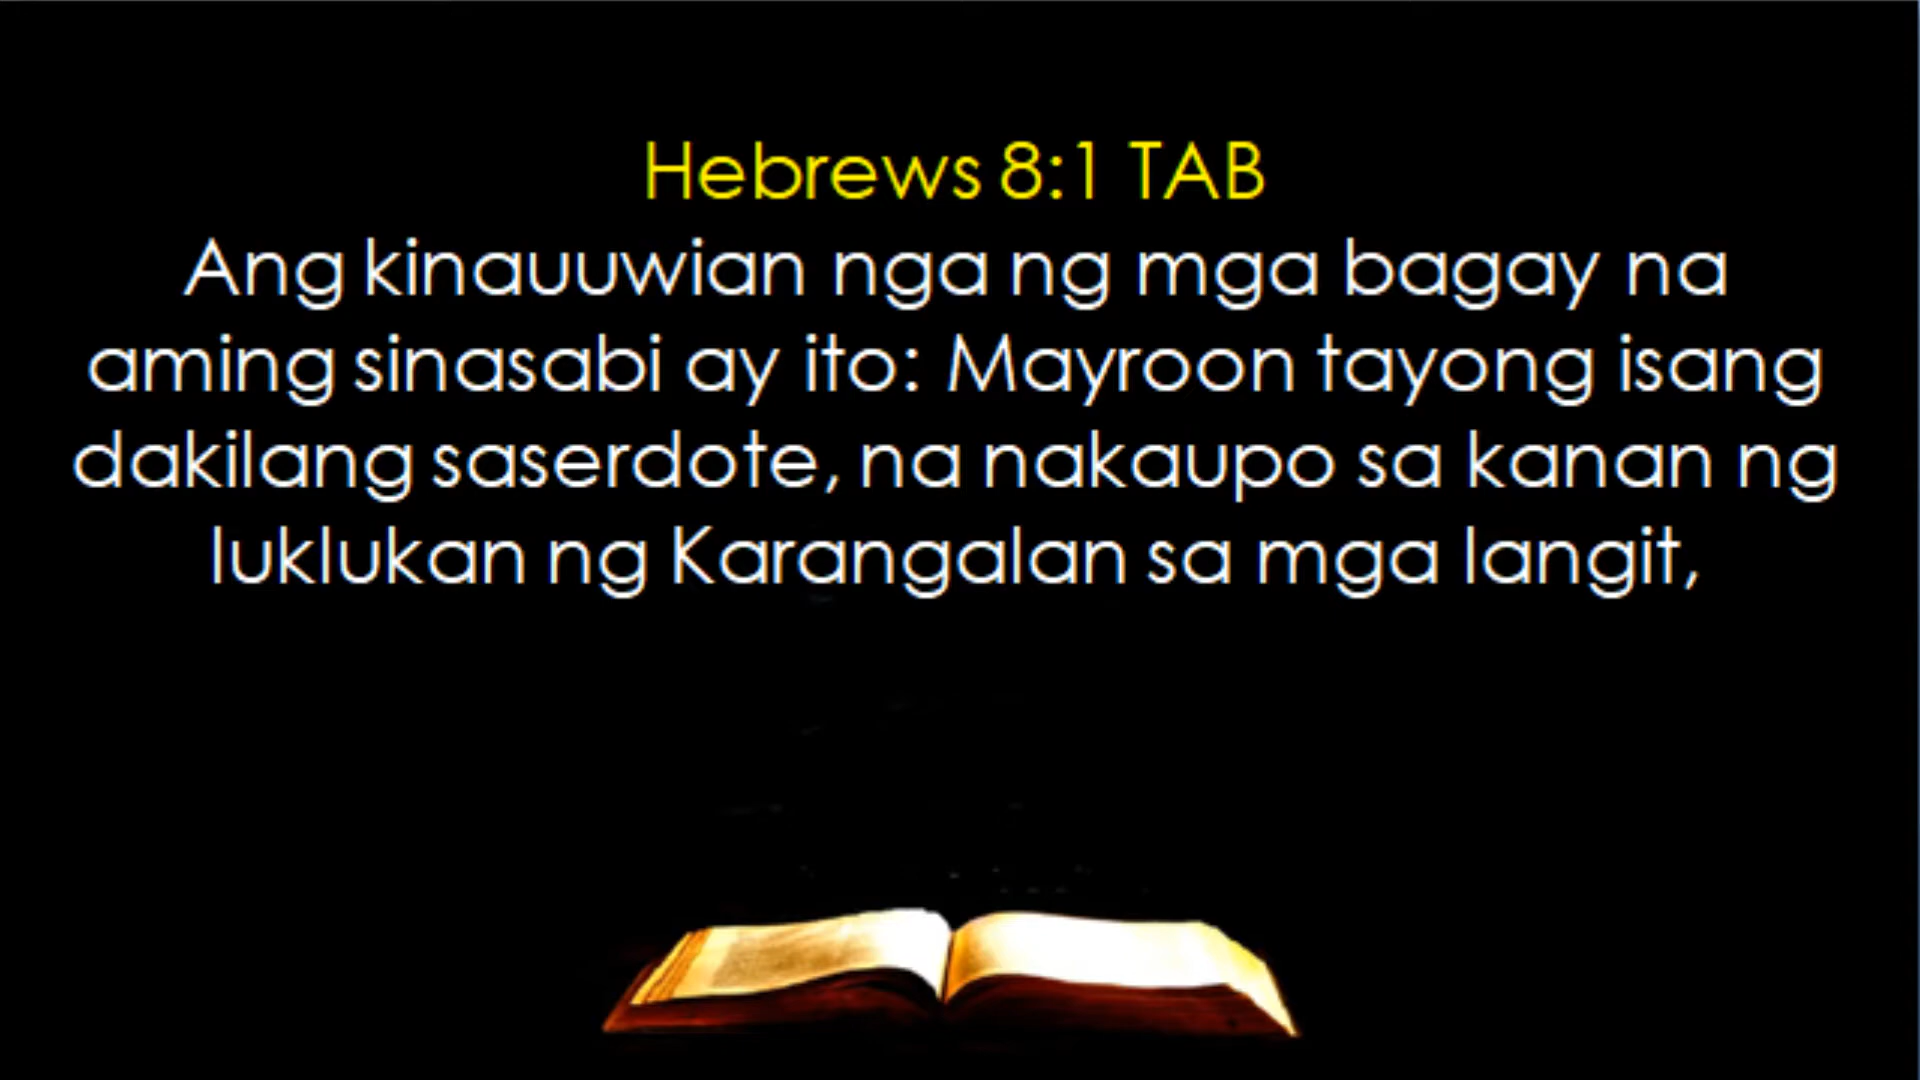 Hebrews 8:1 TAB
Ang kinauuwian nga ng mga bagay na
aming sinasabi ay ito: Mayroon tayong isang
dakilang saserdote, na nakaupo sa kanan ng
luklukan ng Karangalan sa mga langit,